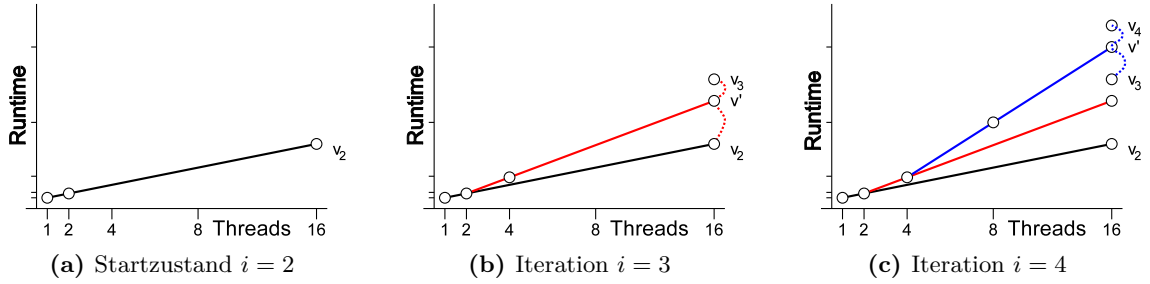 Runtime
v2
1 2 4 8 Threads 16
(a) Startzustand i = 2
Runtime
v3
v'
v2
1 2 4 8 Threads 16
(b) Iteration i = 3
Runtime
v4
v'
v3
v2
1 2 4 8 Threads 16
(c) Iteration i = 4